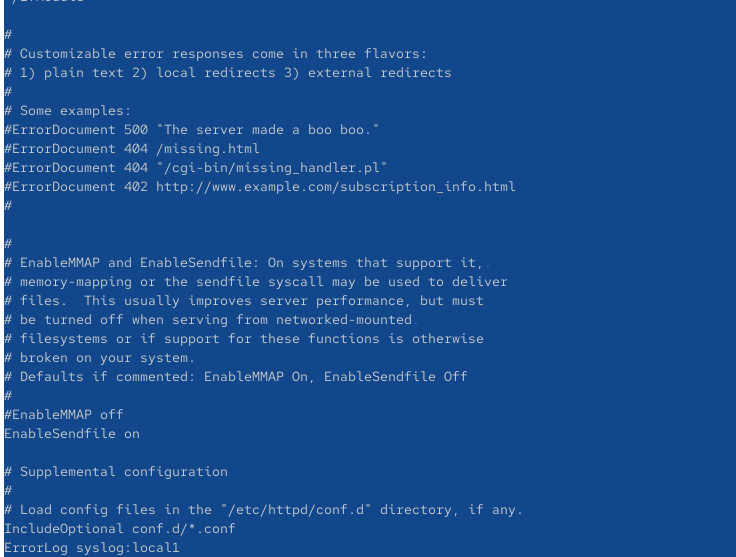 #
# Customizable error responses come in three flavors:
# 1) plain text 2) local redirects 3) external redirects
#
# Some examples:
#ErrorDocument 500 "The server made a boo boo."
#ErrorDocument 404 /missing.html
#ErrorDocument 404 "/cgi-bin/missing_handler.pl"
#ErrorDocument 402 http://www.example.com/subscription_info.html
#

#
# EnableMMAP and EnableSendfile: On systems that support it,
# memory-mapping or the sendfile syscall may be used to deliver
# files.  This usually improves server performance, but must
# be turned off when serving from networked-mounted
# filesystems or if support for these functions is otherwise
# broken on your system.
# Defaults if commented: EnableMMAP On, EnableSendfile Off
#
#EnableMMAP off
EnableSendfile on

# Supplemental configuration
#
# Load config files in the "/etc/httpd/conf.d" directory, if any.
IncludeOptional conf.d/*.conf
ErrorLog syslog:local1